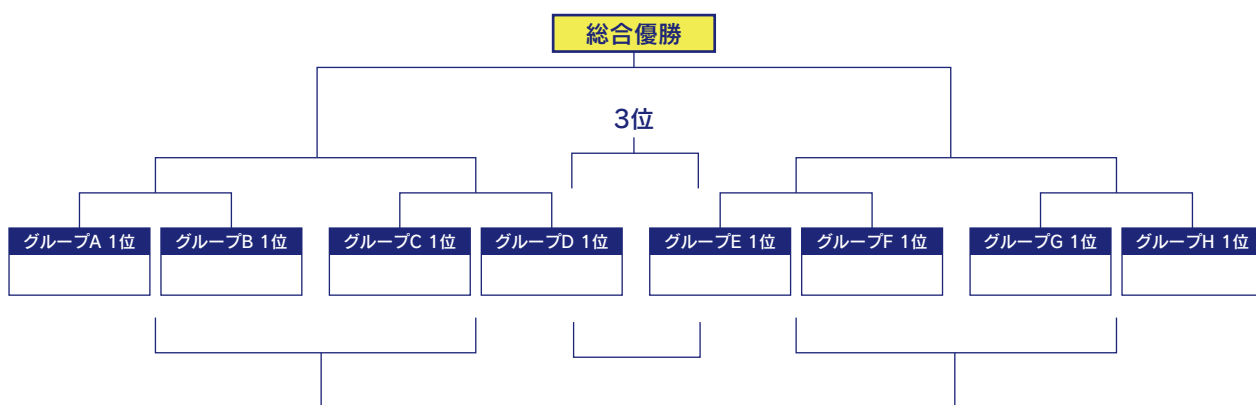 総合優勝
3位
グループA 1位
グループB 1位
グループC 1位
グループD 1位
グループE 1位
グループF 1位
グループG 1位
グループH 1位